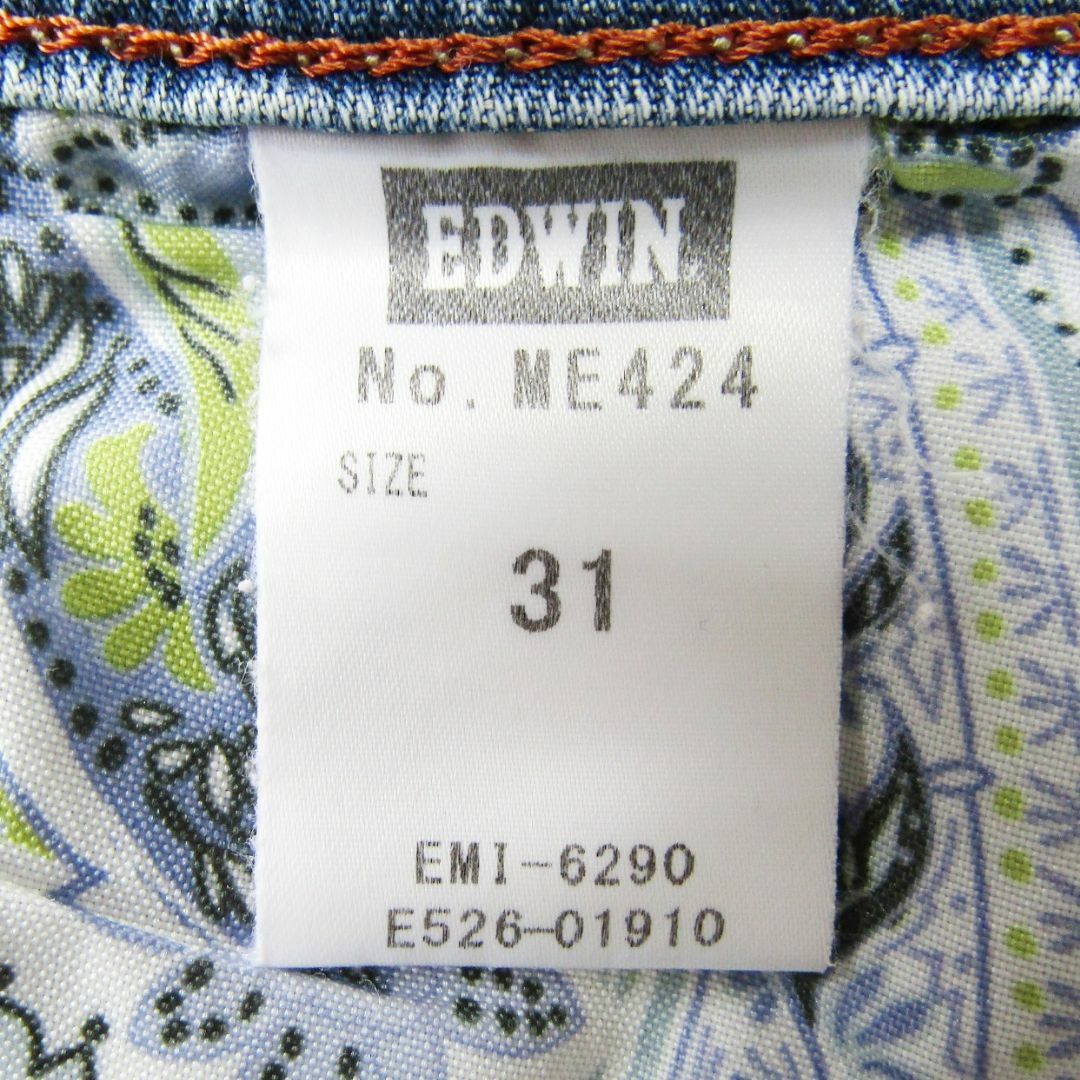 EDWIN.
No. ME424
SIZE
31
EMI-6290
E526-01910